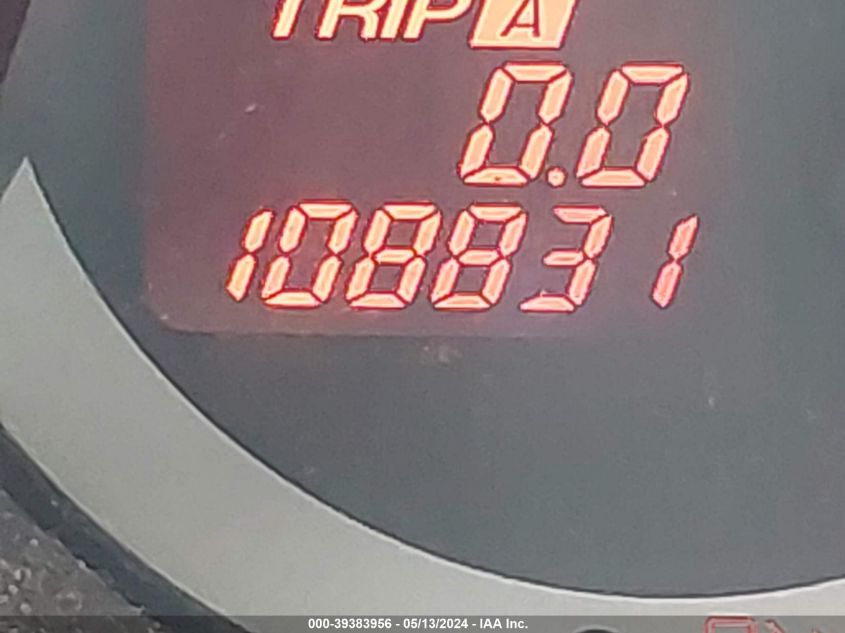 TRIP A
0.0
108831
000-39383956 - 05/13/2024 - IAA Inc.